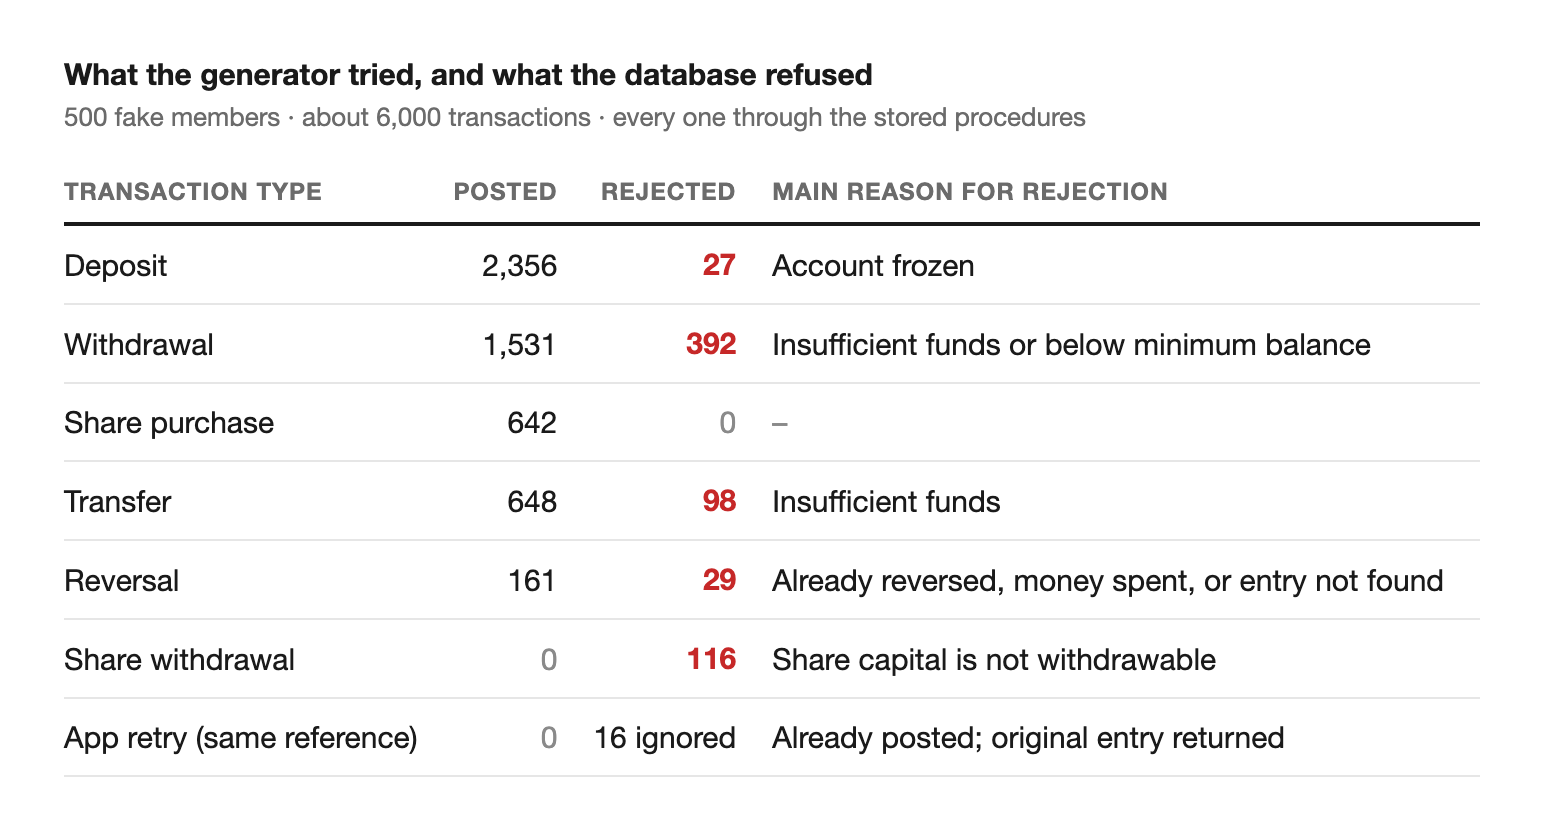 What the generator tried, and what the database refused
500 fake members · about 6,000 transactions · every one through the stored procedures
TRANSACTION TYPE POSTED REJECTED MAIN REASON FOR REJECTION
Deposit 2,356 27 Account frozen
Withdrawal 1,531 392 Insufficient funds or below minimum balance
Share purchase 642 0 –
Transfer 648 98 Insufficient funds
Reversal 161 29 Already reversed, money spent, or entry not found
Share withdrawal 0 116 Share capital is not withdrawable
App retry (same reference) 0 16 ignored Already posted; original entry returned